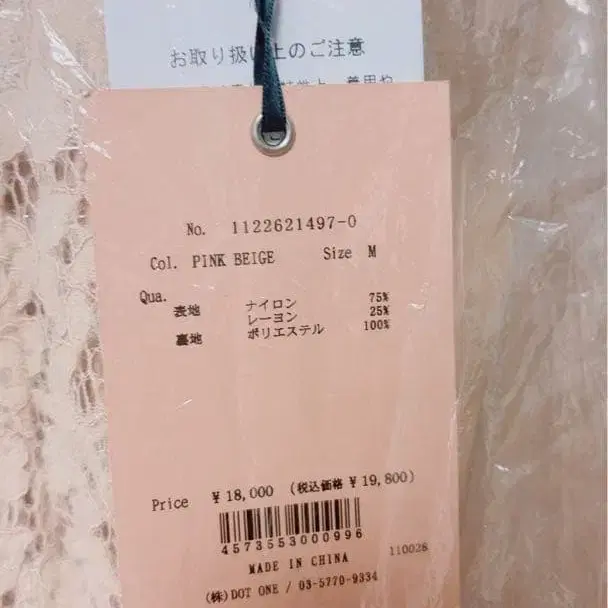 お取り扱い上のご注意
No. 1122621497-0
Col. PINK BEIGE Size M
Qua.
表地 ナイロン 75%
レーヨン 25%
裏地 ポリエステル 100%
Price ¥18,000 (税込価格 ¥19,800)
4573553000996
MADE IN CHINA 110026
(株)DOT ONE / 03-5770-9334